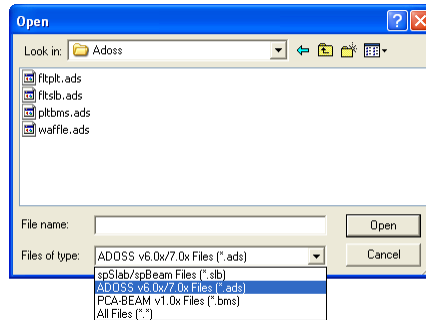 Open
Look in: Adoss
fltplt.ads
fltslb.ads
pltbms.ads
waffle.ads
File name: Open
Files of type: ADOSS v6.0x/7.0x Files (*.ads) Cancel
spSlab/spBeam Files (*.slb)
ADOSS v6.0x/7.0x Files (*.ads)
PCA-BEAM v1.0x Files (*.bms)
All Files (*.*)